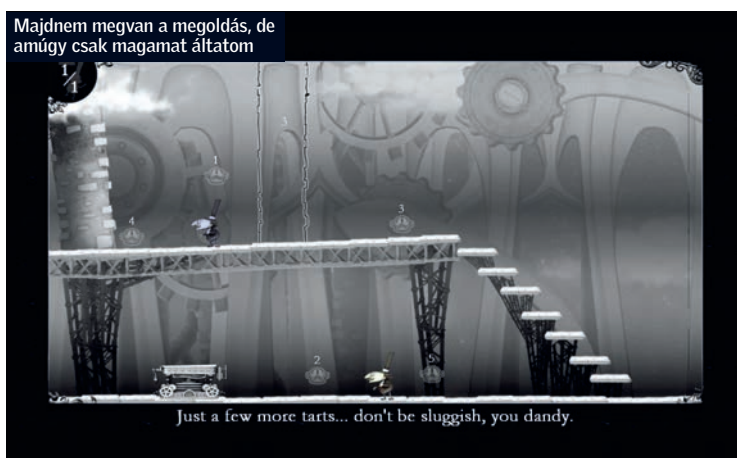 Majdnem megvan a megoldás, de
amúgy csak magamat áltatom
1
1
3
1
4
3
2
5
Just a few more tarts... don't be sluggish, you dandy.